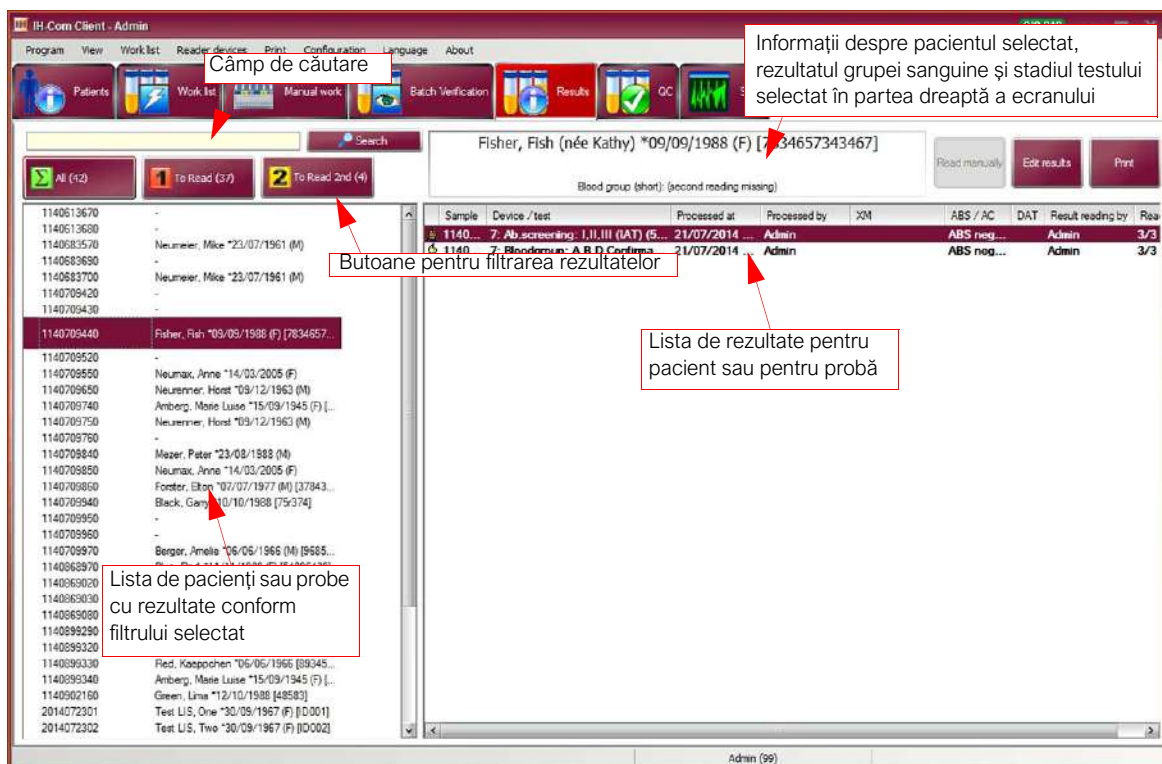 IH-Com Client - Admin
Program View Work list Reader devices Print Configuration Language About
Câmp de căutare
Informații despre pacientul selectat,
rezultatul grupei sanguine și stadiul testului
selectat în partea dreaptă a ecranului
Patients Work list Manual work Batch Verification Results QC
Search
Fisher, Fish (née Kathy) *09/09/1988 (F) [7834657343467]
Blood group (short): (second reading missing)
Read manually Edit results Print
All (42) 1 To Read (37) 2 To Read 2nd (4)
Sample Device / test Processed at Processed by XM ABS / AC DAT Result reading by Rea
1140... 7: Ab.screening: I,II,III (IAT) (5... 21/07/2014 ... Admin ABS neg... Admin 3/3
1140... 7: Bloodgroup: A,B,D Confirma... 21/07/2014 ... Admin ABS neg... Admin 3/3
Butoane pentru filtrarea rezultatelor
Lista de rezultate pentru
pacient sau pentru probă
1140613670 -
1140613680 -
1140683570 Neumeier, Mike *23/07/1961 (M)
1140683690 -
1140683700 Neumeier, Mike *23/07/1961 (M)
1140709420 -
1140709430 -
1140709440 Fisher, Fish *09/09/1988 (F) [7834657...
1140709520 -
1140709550 Neumax, Anne *14/03/2005 (F)
1140709650 Neurenner, Horst *09/12/1963 (M)
1140709740 Amberg, Marie Luise *15/09/1945 (F) [...
1140709750 Neurenner, Horst *09/12/1963 (M)
1140709760 -
1140709840 Mezer, Peter *23/08/1988 (M)
1140709850 Neumax, Anne *14/03/2005 (F)
1140709860 Forster, Elton *07/07/1977 (M) [37843...
1140709940 Black, Garry *10/10/1988 [75r374]
1140709950 -
1140709960 -
1140709970 Berger, Amelie *06/06/1966 (M) [9685...
1140868970
1140869020
1140869030
1140869080
1140899290
1140899320
Lista de pacienți sau probe
cu rezultate conform
filtrului selectat
1140899330 Red, Kaeppchen *06/06/1966 [89345...
1140899340 Amberg, Marie Luise *15/09/1945 (F) [...
1140902160 Green, Lima *12/10/1988 [48583]
2014072301 Test LIS, One *30/09/1967 (F) [ID001]
2014072302 Test LIS, Two *30/09/1967 (F) [ID002]
Admin (99)